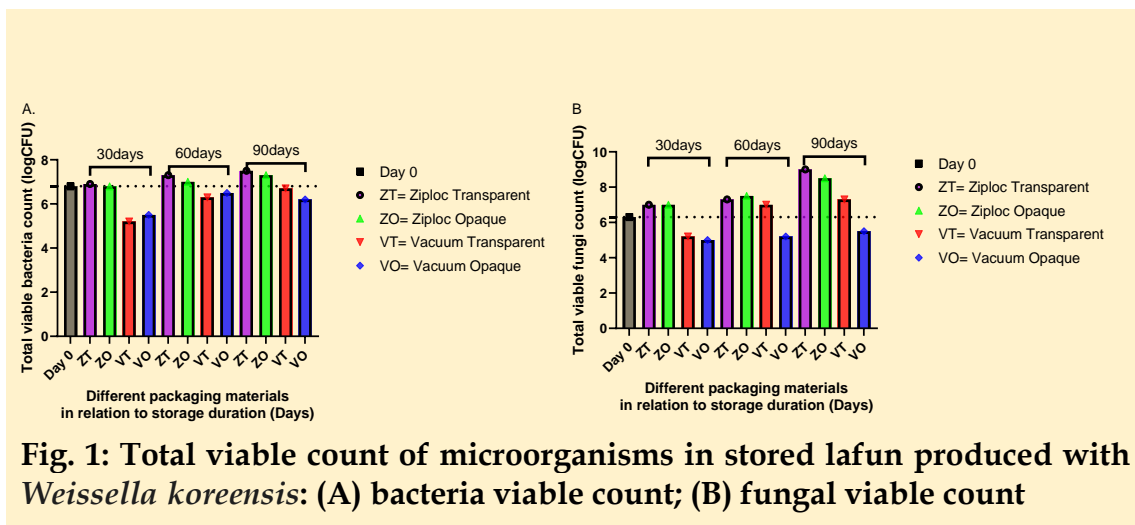 A.
Total viable bacteria count (logCFU)
8
6
4
2
0
30days
60days
90days
Day 0
ZT
ZO
VT
VO
ZT
ZO
VT
VO
ZT
ZO
VT
VO
Different packaging materials
in relation to storage duration (Days)
Day 0
ZT= Ziploc Transparent
ZO= Ziploc Opaque
VT= Vacuum Transparent
VO= Vacuum Opaque
B
Total viable fungi count (logCFU)
10
8
6
4
2
0
30days
60days
90days
Day 0
ZT
ZO
VT
VO
ZT
ZO
VT
VO
ZT
ZO
VT
VO
Different packaging materials
in relation to storage duration (Days)
Day 0
ZT= Ziploc Transparent
ZO= Ziploc Opaque
VT= Vacuum Transparent
VO= Vacuum Opaque
Fig. 1: Total viable count of microorganisms in stored lafun produced with
Weissella koreensis: (A) bacteria viable count; (B) fungal viable count